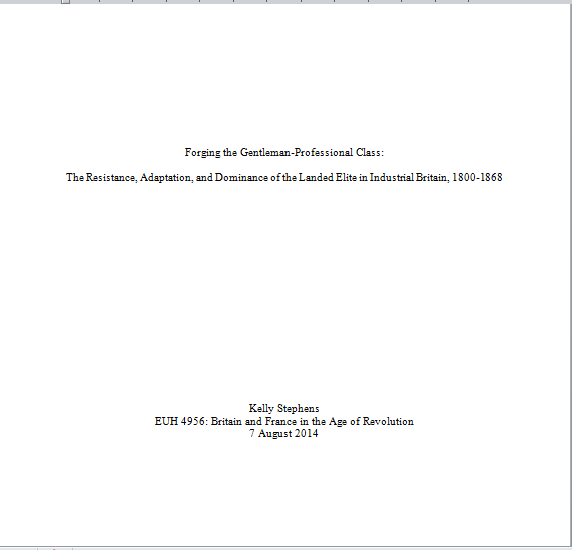 Forging the Gentleman-Professional Class:
The Resistance, Adaptation, and Dominance of the Landed Elite in Industrial Britain, 1800-1868
Kelly Stephens
EUH 4956: Britain and France in the Age of Revolution
7 August 2014